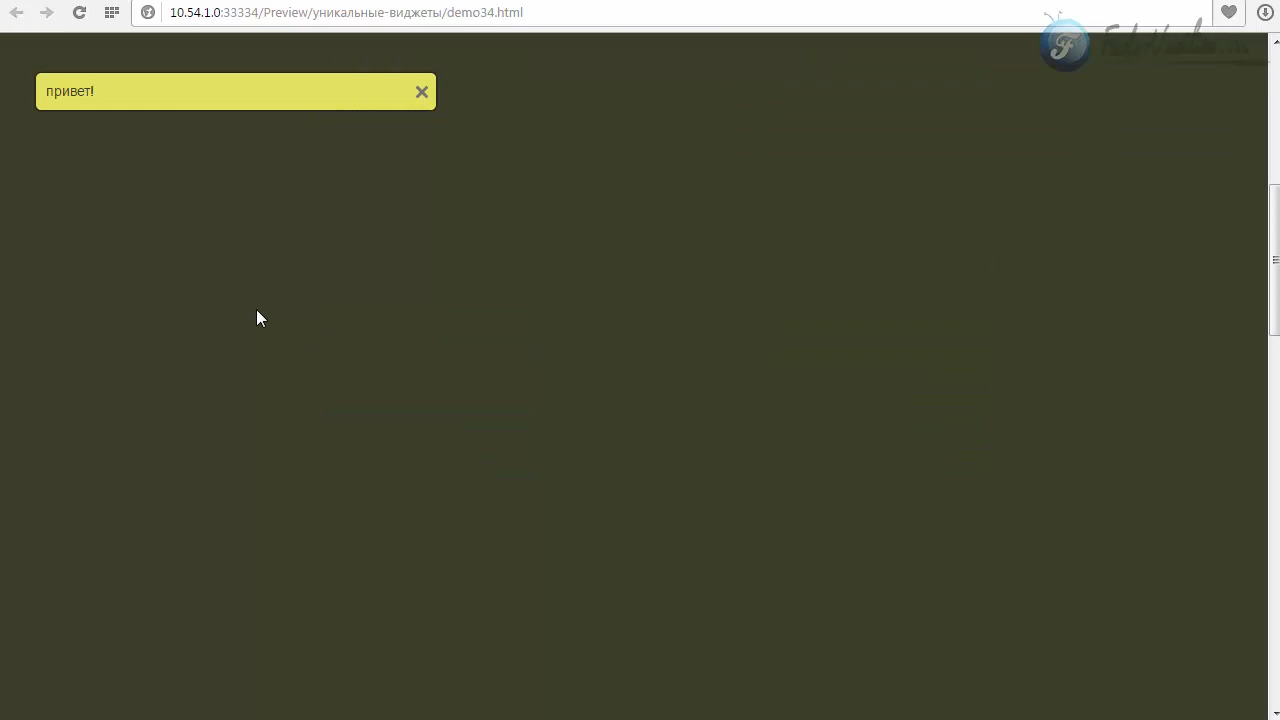 10.54.1.0:33334/Preview/уникальные-виджеты/demo34.html
привет!